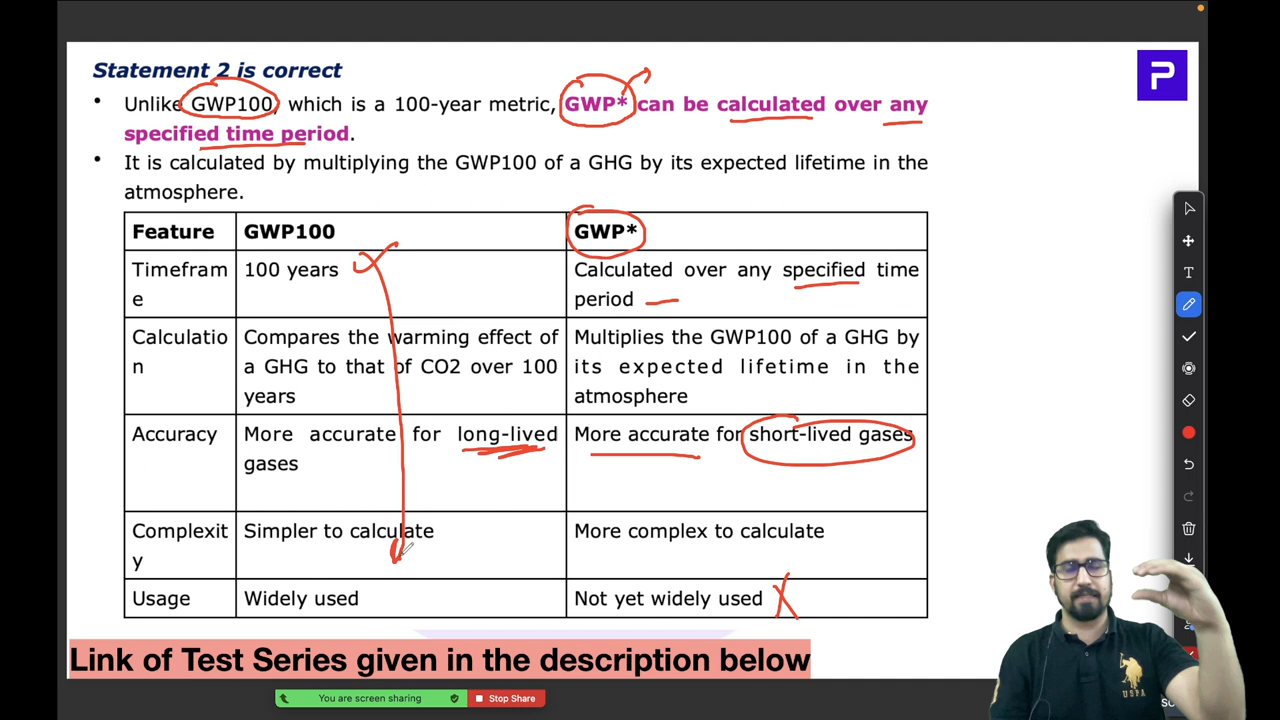 Statement 2 is correct
• Unlike GWP100, which is a 100-year metric, GWP* can be calculated over any
specified time period.
• It is calculated by multiplying the GWP100 of a GHG by its expected lifetime in the
atmosphere.
Feature GWP100 GWP*
Timefram 100 years Calculated over any specified time
e period
Calculatio Compares the warming effect of Multiplies the GWP100 of a GHG by
n a GHG to that of CO2 over 100 its expected lifetime in the
years atmosphere
Accuracy More accurate for long-lived More accurate for short-lived gases
gases
Complexit Simpler to calculate More complex to calculate
y
Usage Widely used Not yet widely used
Link of Test Series given in the description below
You are screen sharing Stop Share
P
T
U S P A